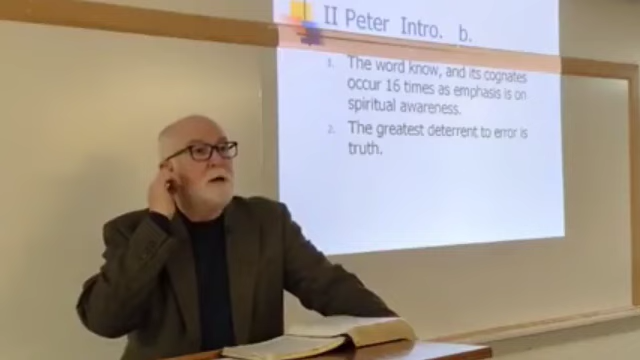 II Peter Intro. b.
1. The word know, and its cognates
occur 16 times as emphasis is on
spiritual awareness.
2. The greatest deterrent to error is
truth.